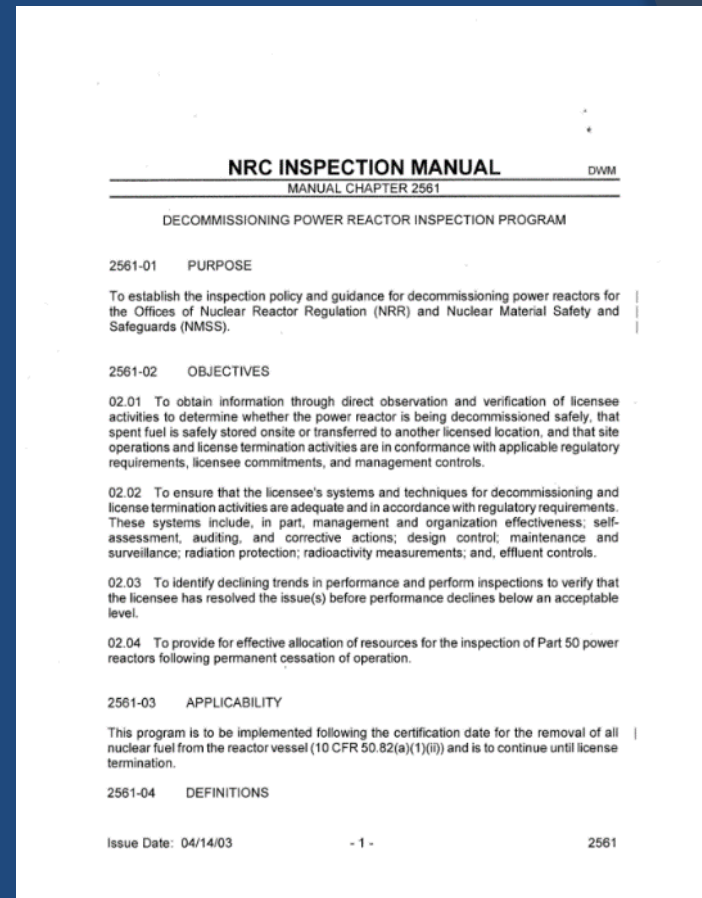 NRC INSPECTION MANUAL DWM
MANUAL CHAPTER 2561
DECOMMISSIONING POWER REACTOR INSPECTION PROGRAM
2561-01 PURPOSE
To establish the inspection policy and guidance for decommissioning power reactors for
the Offices of Nuclear Reactor Regulation (NRR) and Nuclear Material Safety and
Safeguards (NMSS).
2561-02 OBJECTIVES
02.01 To obtain information through direct observation and verification of licensee
activities to determine whether the power reactor is being decommissioned safely, that
spent fuel is safely stored onsite or transferred to another licensed location, and that site
operations and license termination activities are in conformance with applicable regulatory
requirements, licensee commitments, and management controls.
02.02 To ensure that the licensee's systems and techniques for decommissioning and
license termination activities are adequate and in accordance with regulatory requirements.
These systems include, in part, management and organization effectiveness; self-
assessment, auditing, and corrective actions; design control; maintenance and
surveillance; radiation protection; radioactivity measurements; and, effluent controls.
02.03 To identify declining trends in performance and perform inspections to verify that
the licensee has resolved the issue(s) before performance declines below an acceptable
level.
02.04 To provide for effective allocation of resources for the inspection of Part 50 power
reactors following permanent cessation of operation.
2561-03 APPLICABILITY
This program is to be implemented following the certification date for the removal of all
nuclear fuel from the reactor vessel (10 CFR 50.82(a)(1)(ii)) and is to continue until license
termination.
2561-04 DEFINITIONS
Issue Date: 04/14/03 - 1 - 2561